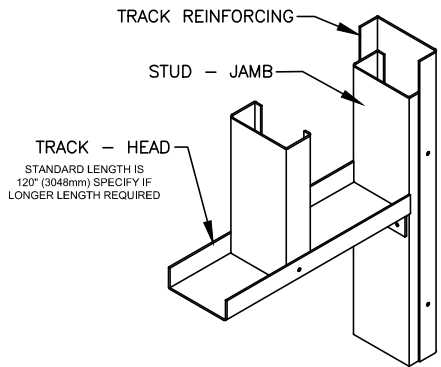 TRACK REINFORCING
STUD - JAMB
TRACK - HEAD
STANDARD LENGTH IS
120" (3048mm) SPECIFY IF
LONGER LENGTH REQUIRED